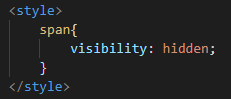 <style>
span{
visibility: hidden;
}
</style>